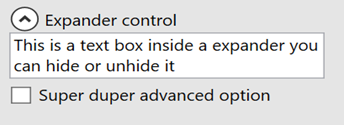 Expander control
This is a text box inside a expander you
can hide or unhide it
Super duper advanced option